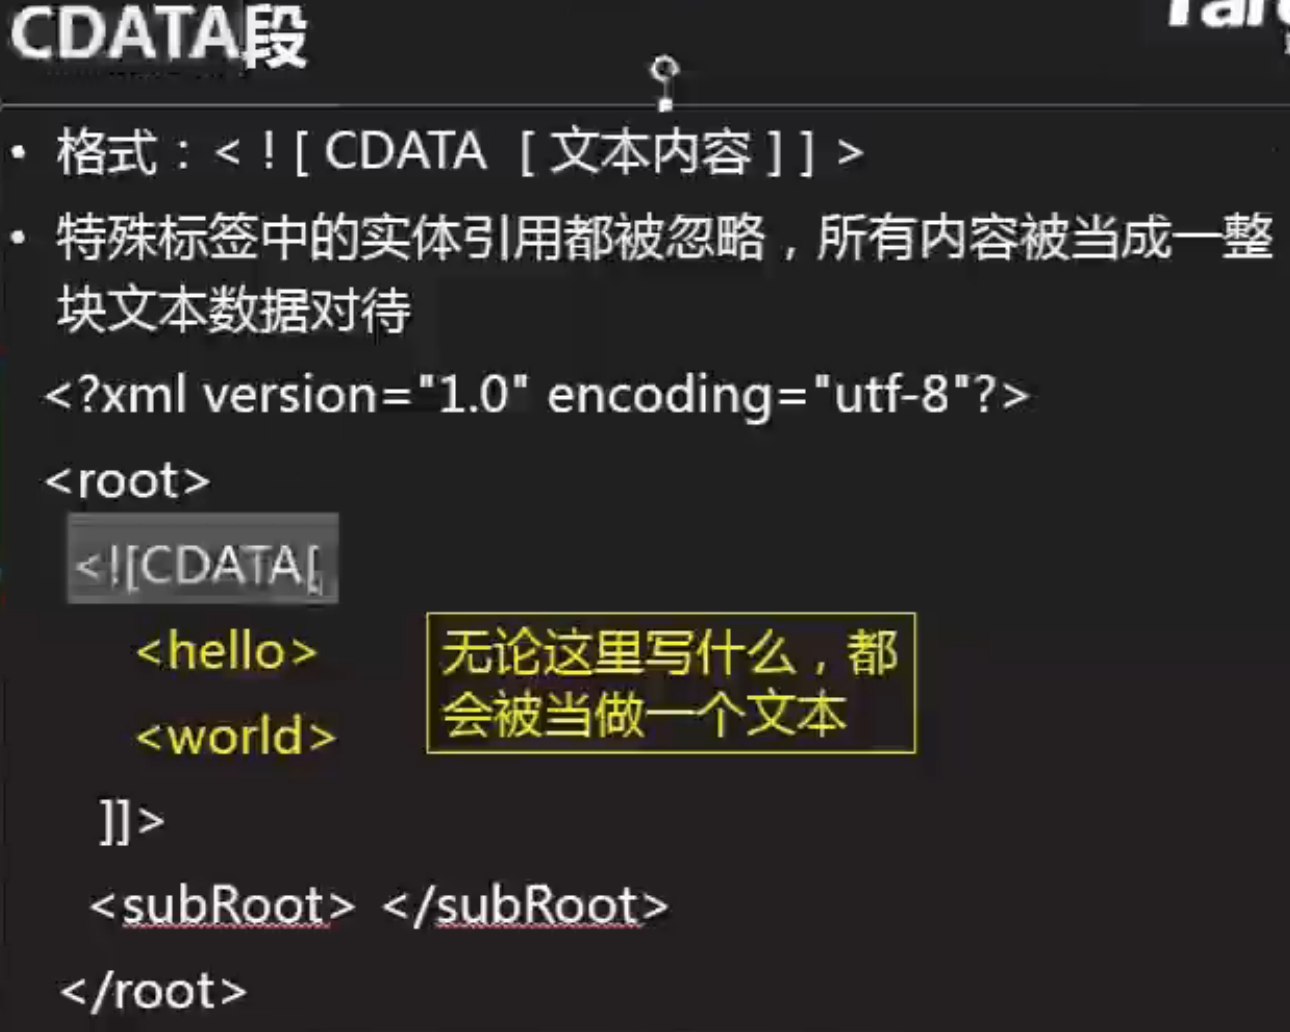 CDATA段
• 格式：< ! [ CDATA [ 文本内容 ] ] >
• 特殊标签中的实体引用都被忽略，所有内容被当成一整
块文本数据对待
<?xml version="1.0" encoding="utf-8"?>
<root>
<![CDATA[
<hello>
<world>
无论这里写什么，都
会被当做一个文本
]]>
<subRoot> </subRoot>
</root>